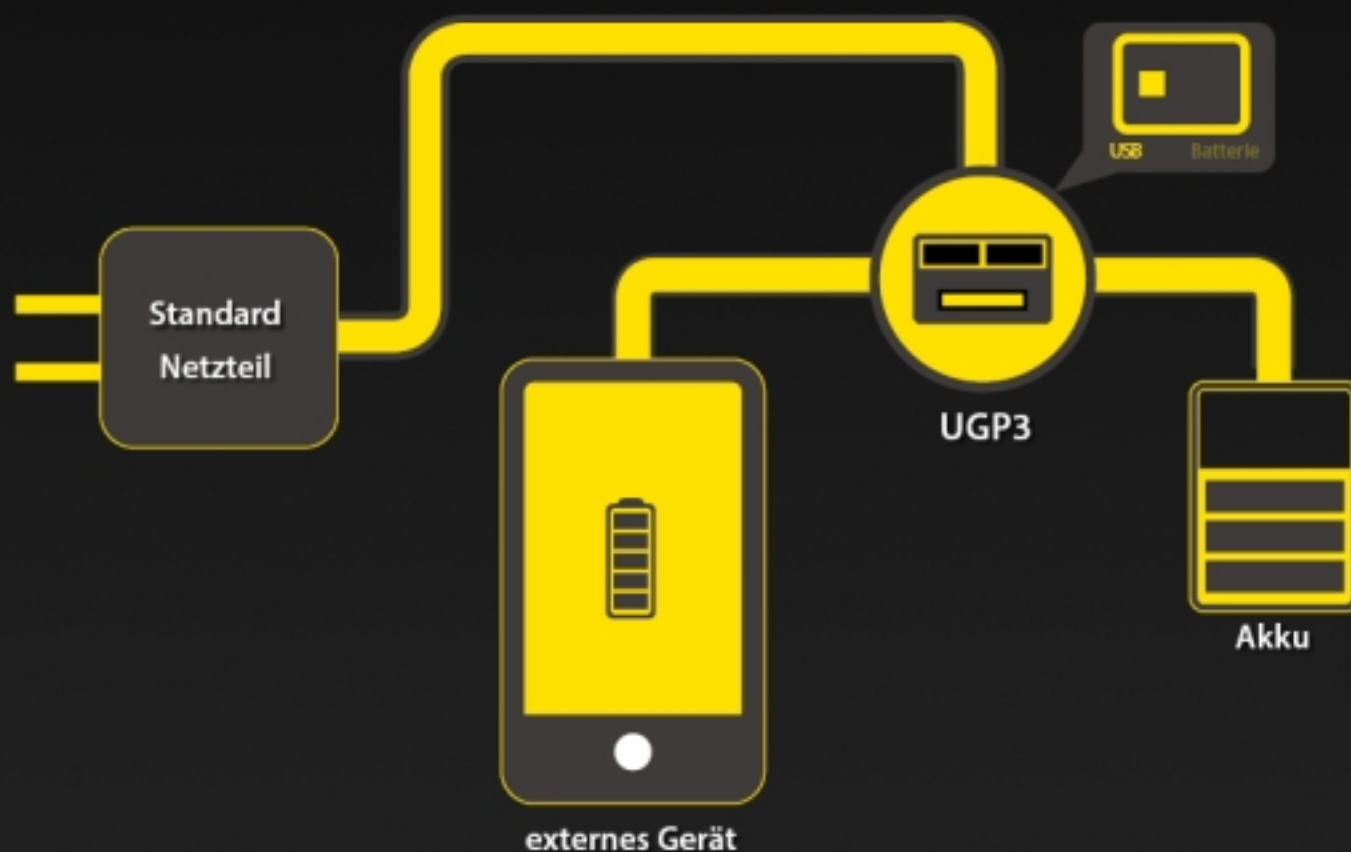 USB Batterie
Standard
Netzteil
UGP3
Akku
externes Gerät